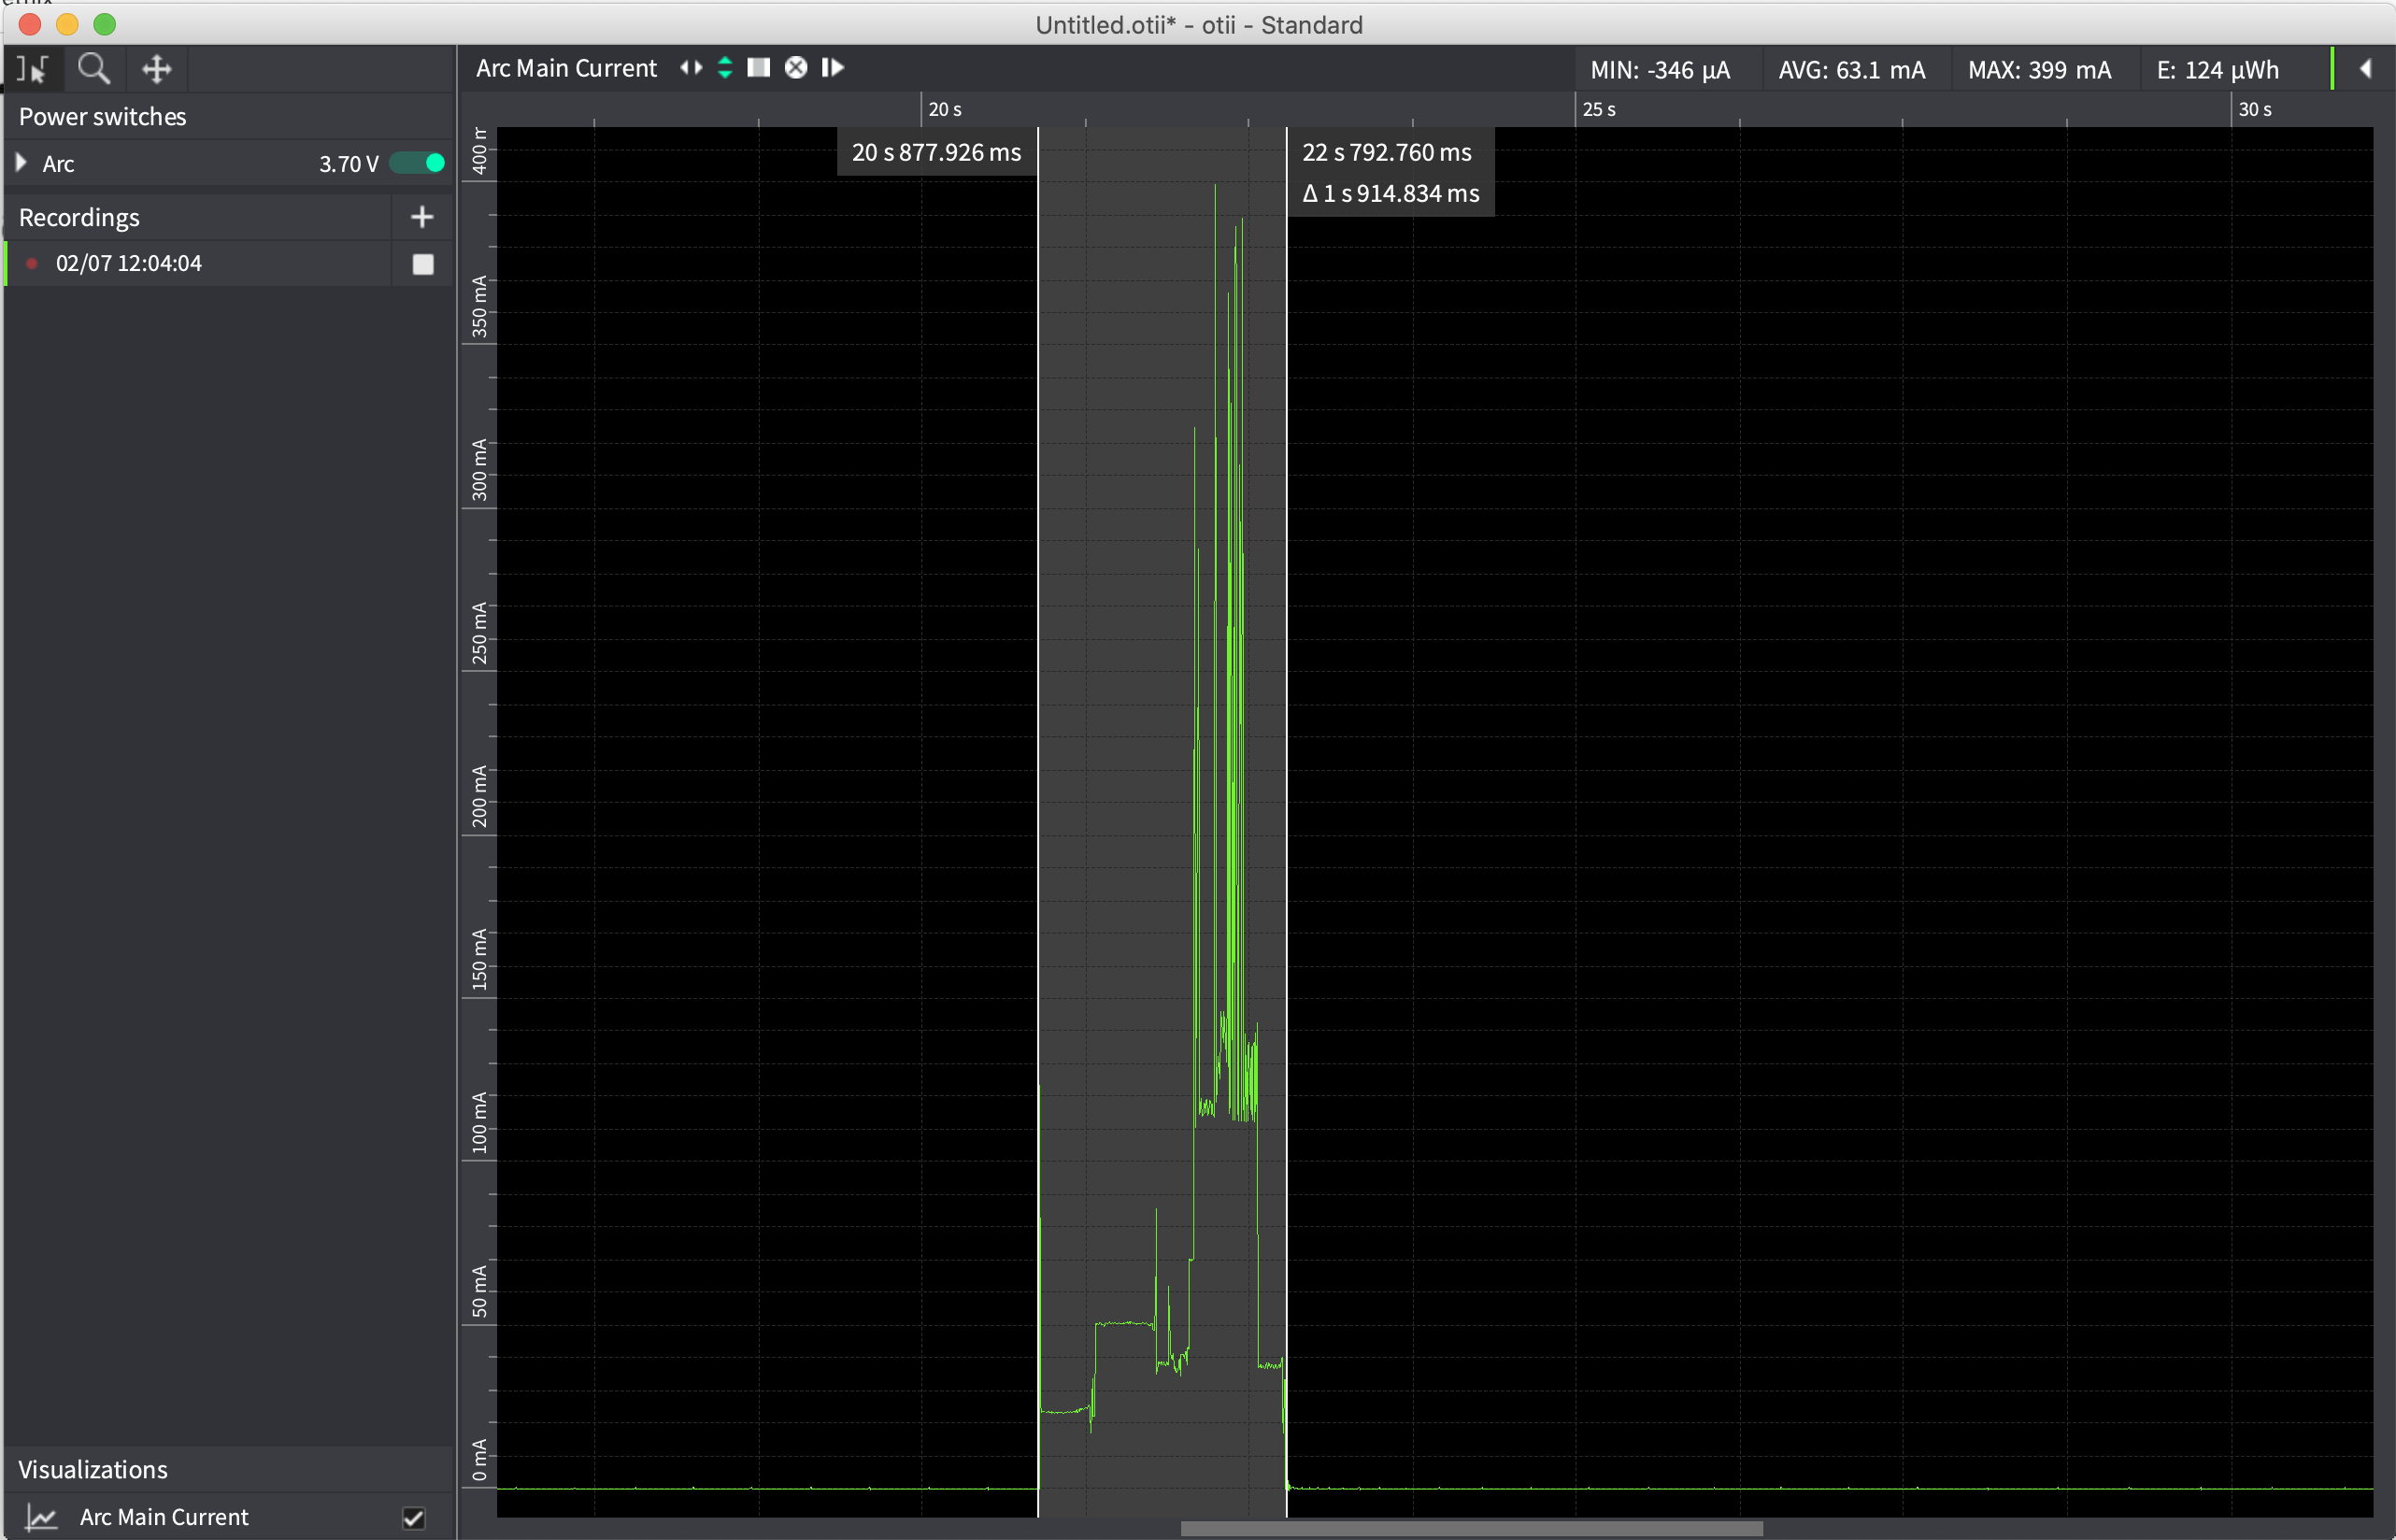 Untitled.otii* - otii - Standard
Arc Main Current
MIN: -346 µA
AVG: 63.1 mA
MAX: 399 mA
E: 124 µWh
Power switches
Arc
3.70 V
Recordings
02/07 12:04:04
20 s
25 s
30 s
20 s 877.926 ms
22 s 792.760 ms
Δ 1 s 914.834 ms
400 m
350 mA
300 mA
250 mA
200 mA
150 mA
100 mA
50 mA
0 mA
Visualizations
Arc Main Current